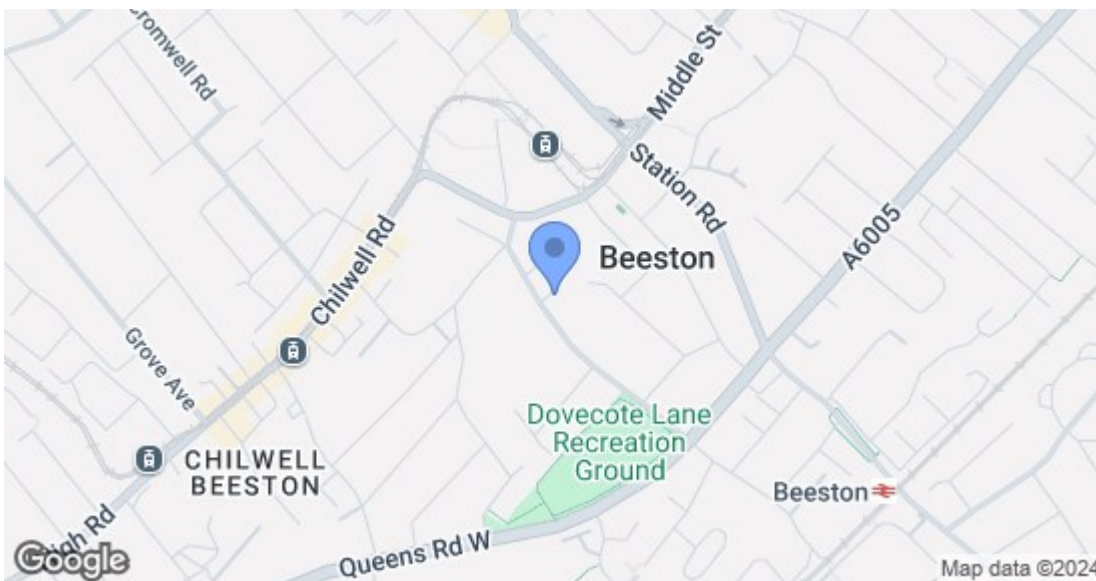 Cromwell Rd
Middle St
Station Rd
A6005
Chilwell Rd
Beeston
Grove Ave
Dovecote Lane
Recreation
Ground
CHILWELL
BEESTON
Beeston
High Rd
Queens Rd W
Google
Map data ©2024